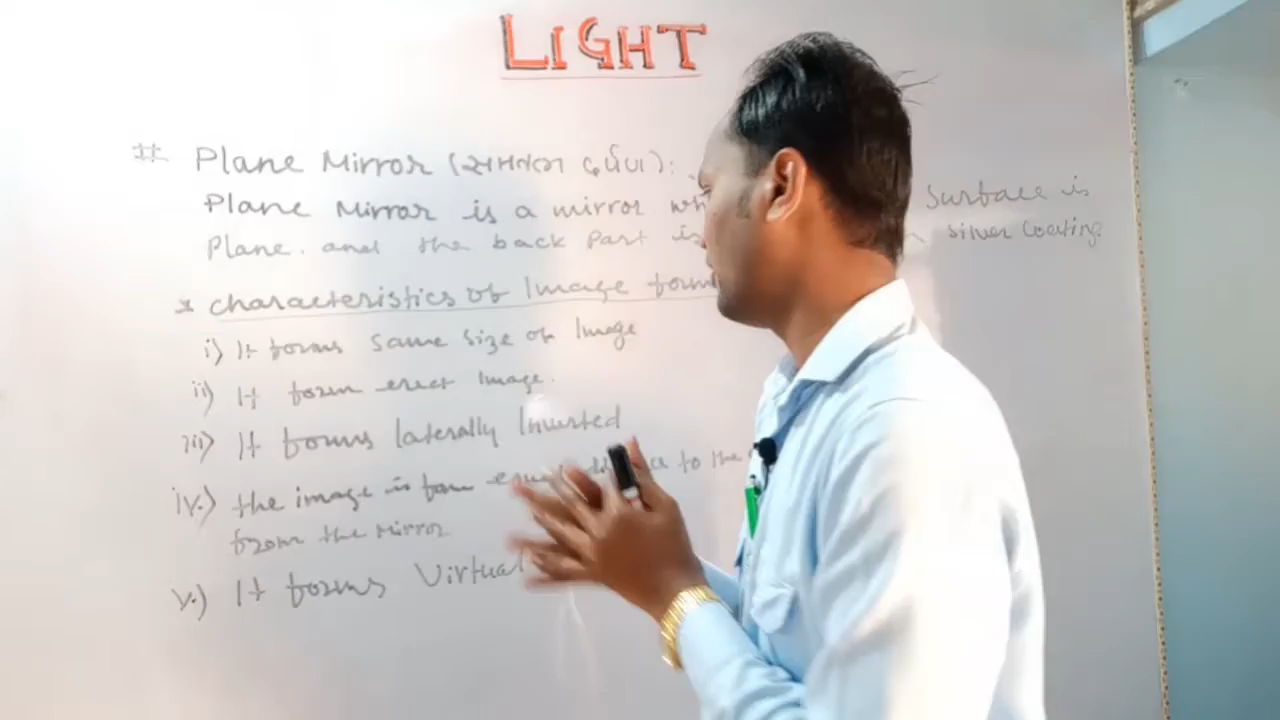 LIGHT
# Plane Mirror (સમતલ દર્પણ):
Plane Mirror is a mirror Surface is
Plane. and the back Part is silver coating.
* characteristics of Image
i) It forms same size of Image
ii) It form erect Image.
iii) It forms laterally Inverted
iv.) the image is form to the
from the Mirror
v.) It forms Virtual